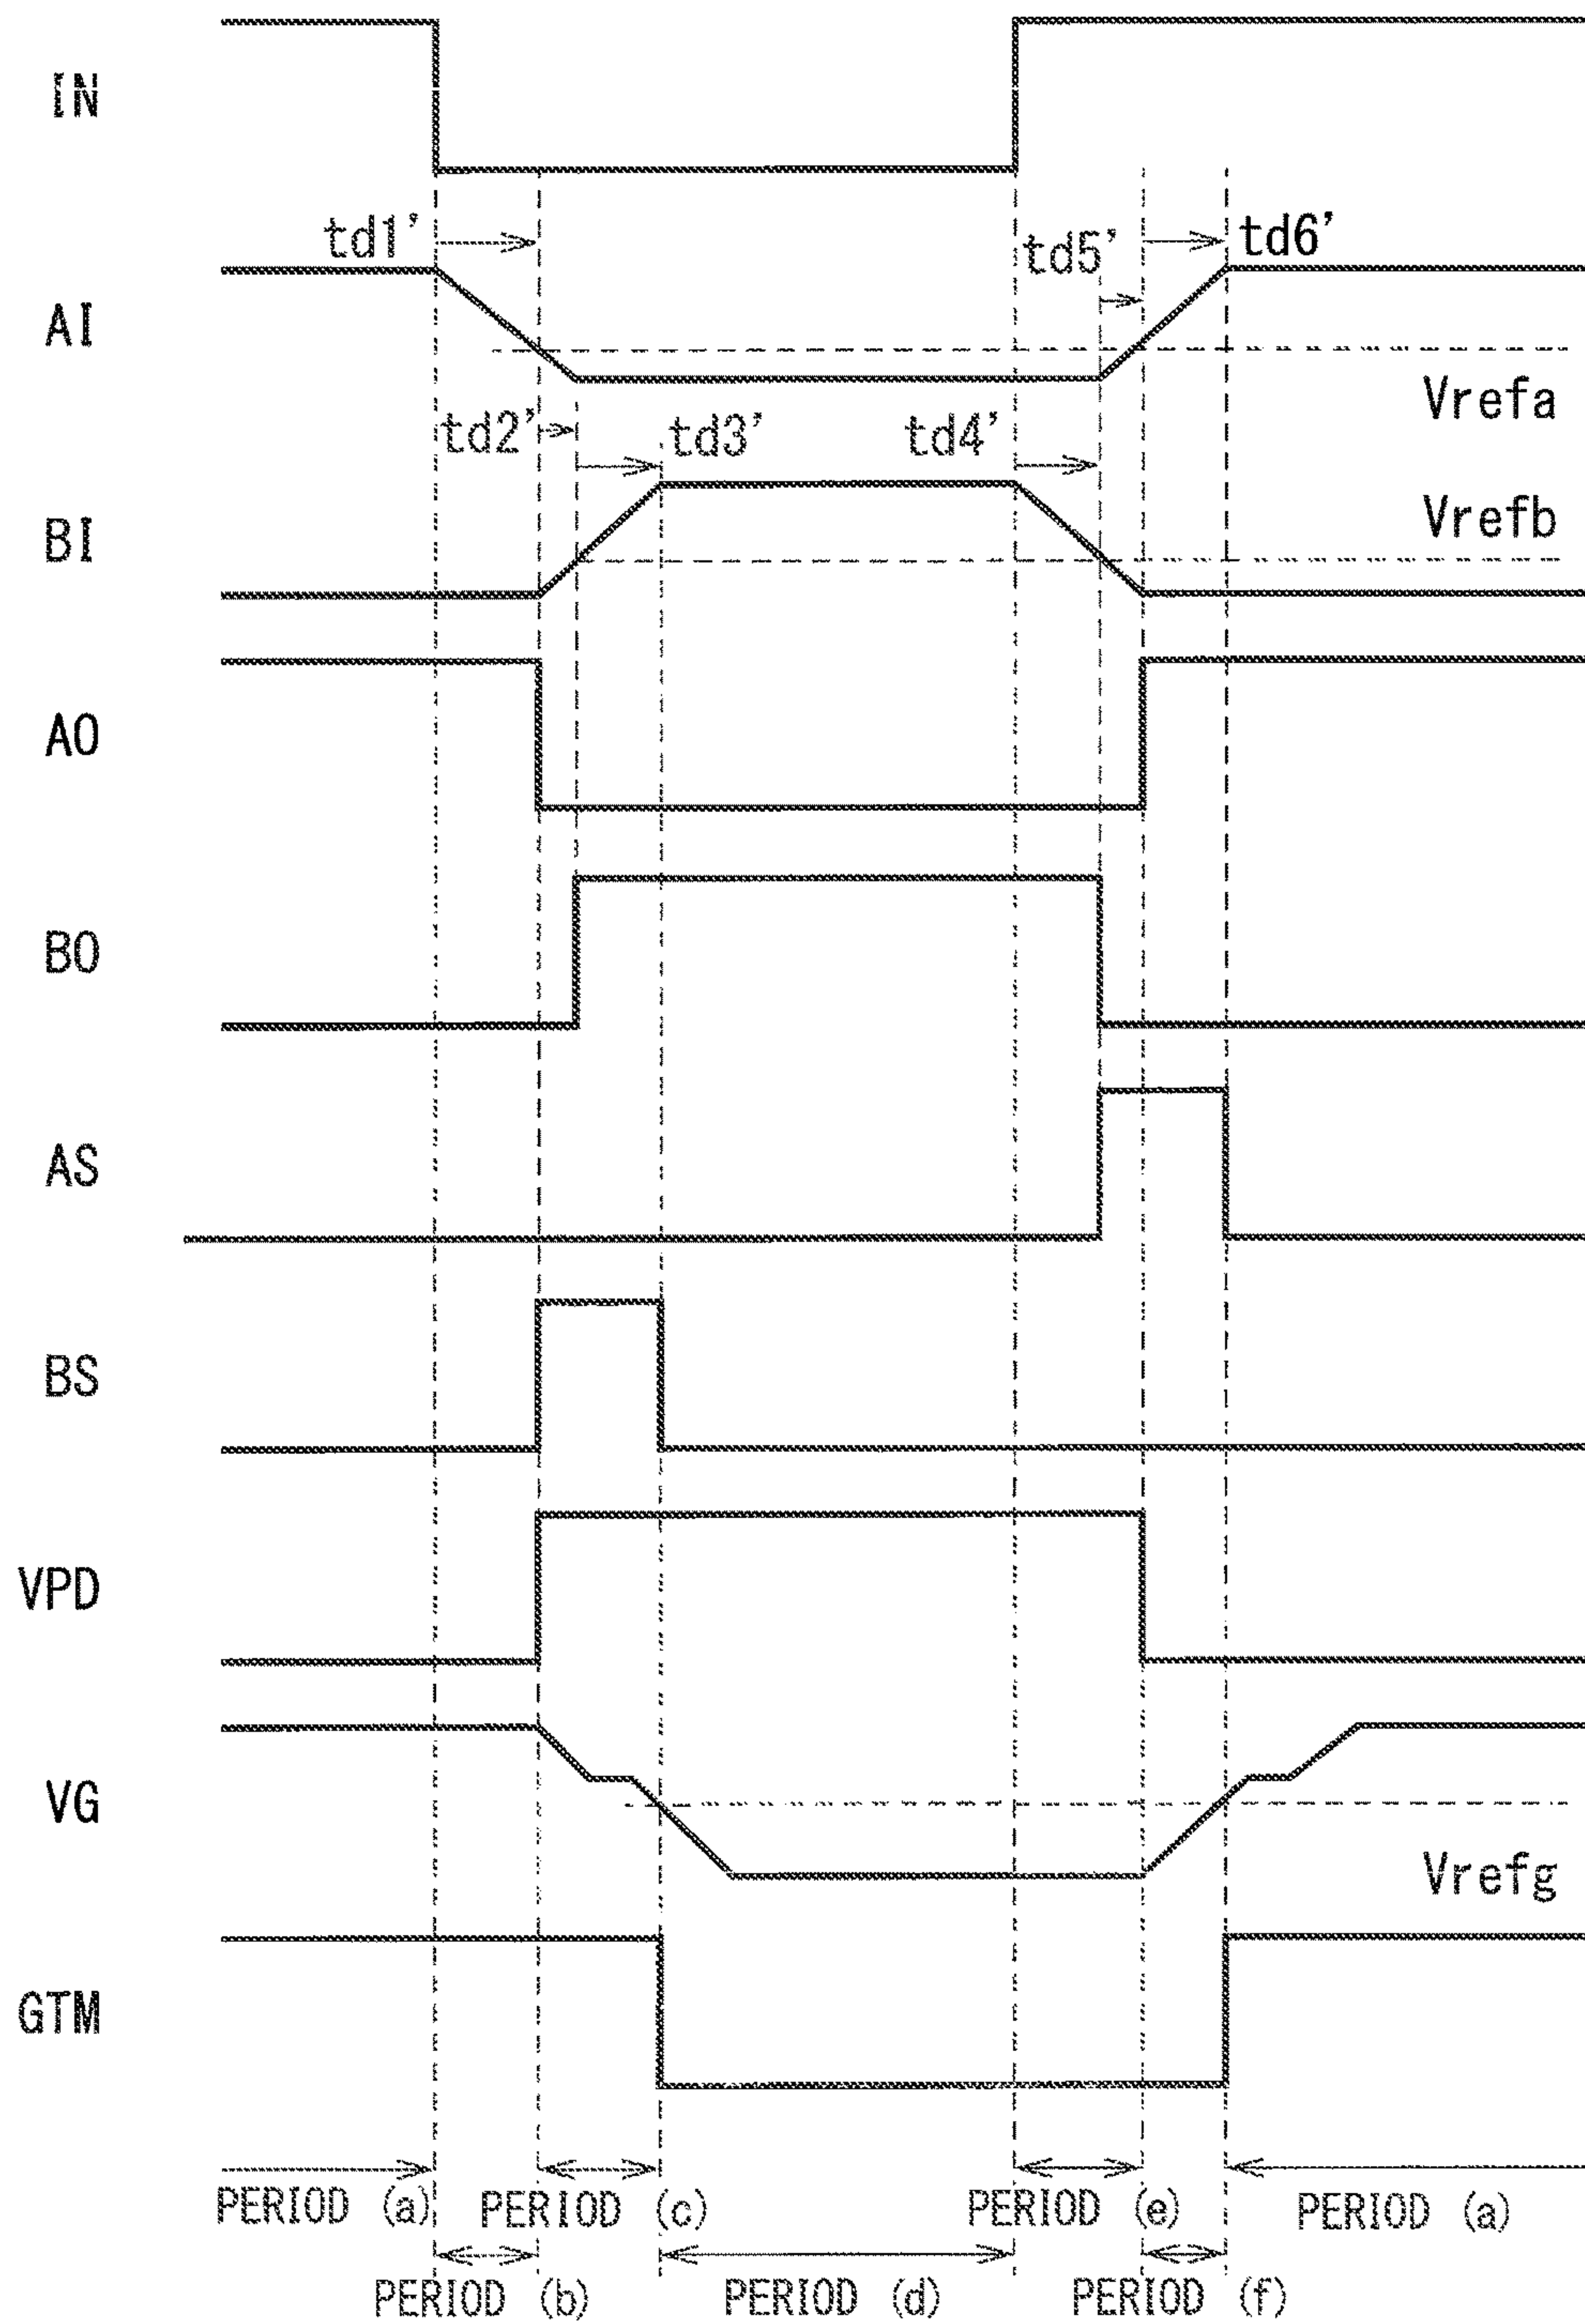 IN
td1'
td5'
td6'
AI
Vrefa
td2'
td3'
td4'
Vrefb
BI
AO
BO
AS
BS
VPD
VG
Vrefg
GTM
PERIOD (a)
PERIOD (c)
PERIOD (e)
PERIOD (a)
PERIOD (b)
PERIOD (d)
PERIOD (f)